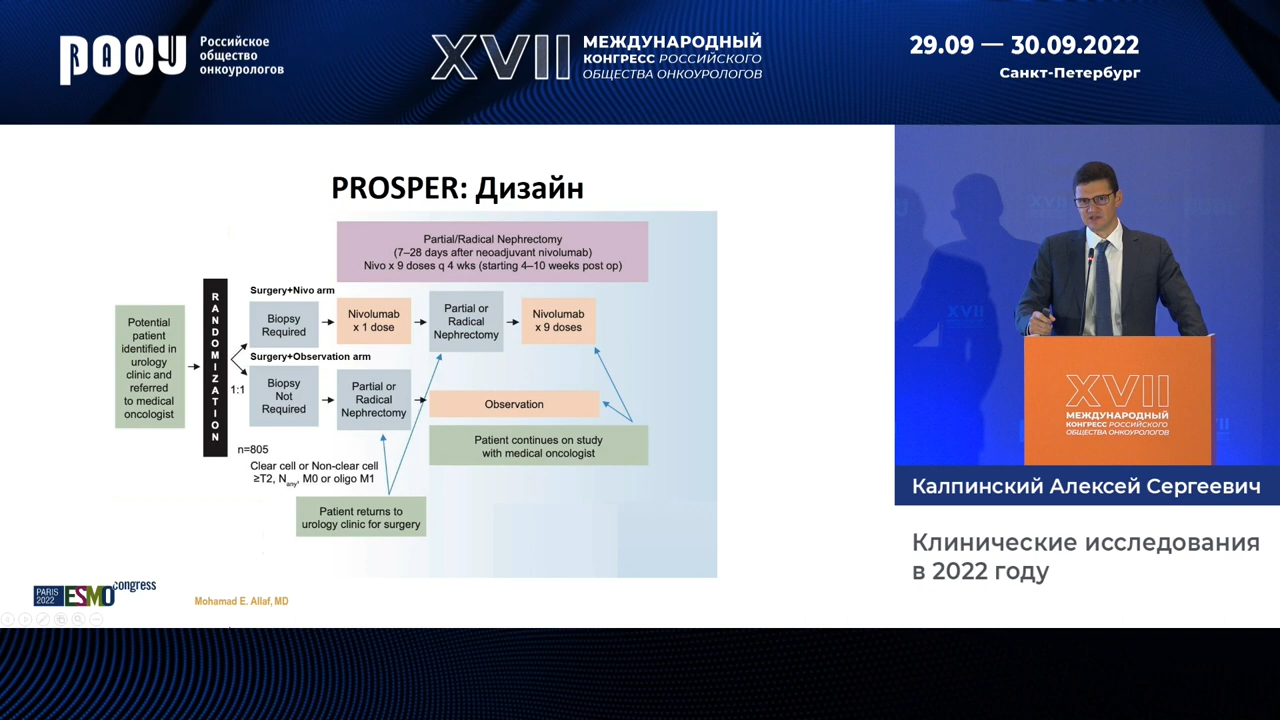 РООУ
RAOU
Российское
общество
онкоурологов
XVII
МЕЖДУНАРОДНЫЙ
КОНГРЕСС РОССИЙСКОГО
ОБЩЕСТВА ОНКОУРОЛОГОВ
29.09 — 30.09.2022
Санкт-Петербург
PROSPER: Дизайн
Partial/Radical Nephrectomy
(7–28 days after neoadjuvant nivolumab)
Nivo x 9 doses q 4 wks (starting 4–10 weeks post op)
Potential
patient
identified in
urology
clinic and
referred
to medical
oncologist
RANDOMIZATION
1:1
Surgery+Nivo arm
Biopsy
Required
Nivolumab
x 1 dose
Partial or
Radical
Nephrectomy
Nivolumab
x 9 doses
Surgery+Observation arm
Biopsy
Not
Required
Partial or
Radical
Nephrectomy
Observation
Patient continues on study
with medical oncologist
n=805
Clear cell or Non-clear cell
≥T2, Nany, M0 or oligo M1
Patient returns to
urology clinic for surgery
PARIS
2022
ESMO
congress
Mohamad E. Allaf, MD
XVII
XVII
МЕЖДУНАРОДНЫЙ
КОНГРЕСС РОССИЙСКОГО
ОБЩЕСТВА ОНКОУРОЛОГОВ
Калпинский Алексей Сергеевич
Клинические исследования
в 2022 году